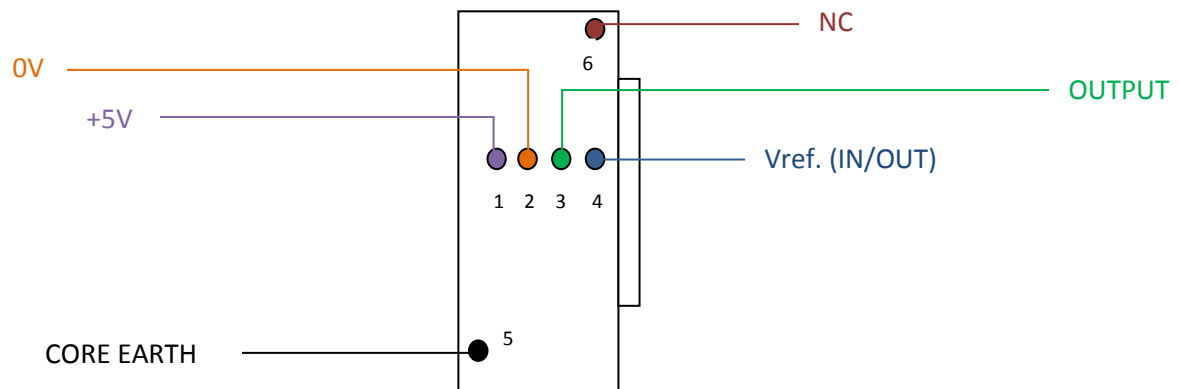 NC
6
0V
OUTPUT
+5V
Vref. (IN/OUT)
1 2 3 4
5
CORE EARTH